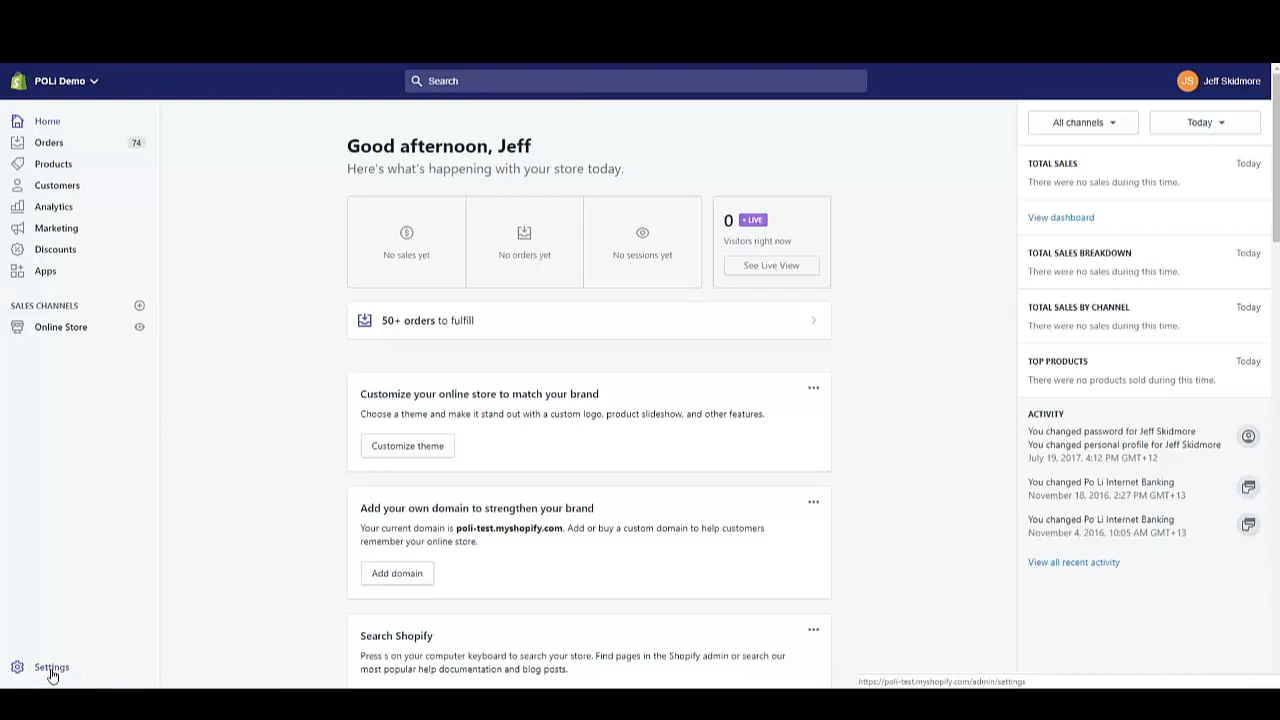 POLi Demo
Search
JS Jeff Skidmore
Home
Orders 74
Products
Customers
Analytics
Marketing
Discounts
Apps
SALES CHANNELS
Online Store
Settings
Good afternoon, Jeff
Here's what's happening with your store today.
No sales yet
No orders yet
No sessions yet
0 LIVE
Visitors right now
See Live View
50+ orders to fulfill
Customize your online store to match your brand
Choose a theme and make it stand out with a custom logo, product slideshow, and other features.
Customize theme
Add your own domain to strengthen your brand
Your current domain is poli-test.myshopify.com. Add or buy a custom domain to help customers
remember your online store.
Add domain
Search Shopify
Press s on your computer keyboard to search your store. Find pages in the Shopify admin or search our
most popular help documentation and blog posts.
All channels
Today
TOTAL SALES Today
There were no sales during this time.
View dashboard
TOTAL SALES BREAKDOWN Today
There were no sales during this time.
TOTAL SALES BY CHANNEL Today
There were no sales during this time.
TOP PRODUCTS Today
There were no products sold during this time.
ACTIVITY
You changed password for Jeff Skidmore
You changed personal profile for Jeff Skidmore
July 19, 2017, 4:12 PM GMT+12
You changed Po Li Internet Banking
November 18, 2016, 2:27 PM GMT+13
You changed Po Li Internet Banking
November 4, 2016, 10:05 AM GMT+13
View all recent activity
https://poli-test.myshopify.com/admin/settings